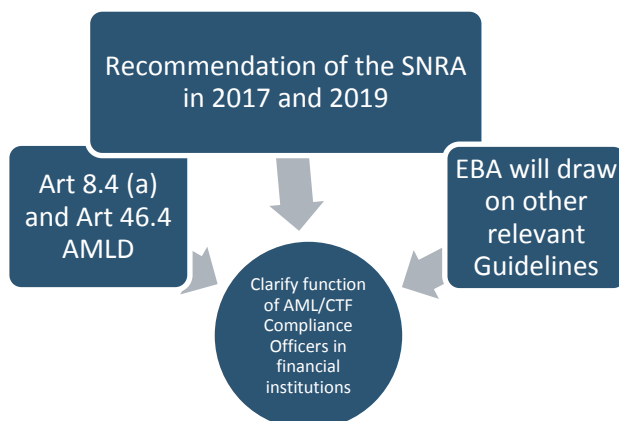 Recommendation of the SNRA
in 2017 and 2019
Art 8.4 (a)
and Art 46.4
AMLD
EBA will draw
on other
relevant
Guidelines
Clarify function
of AML/CTF
Compliance
Officers in
financial
institutions